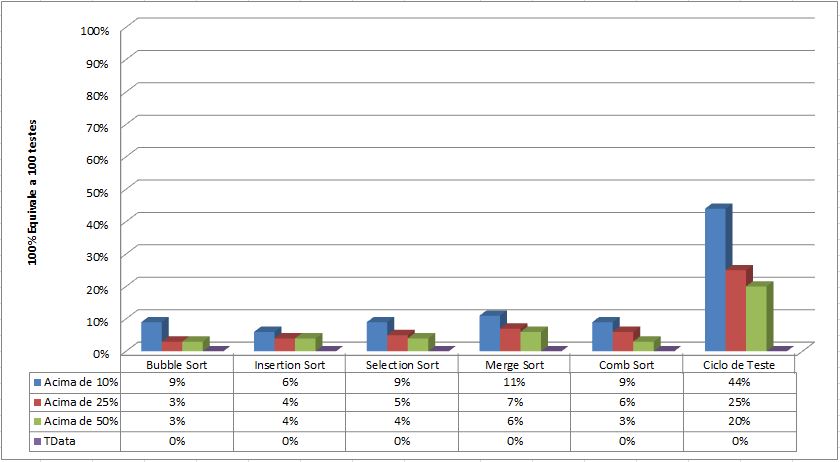 100% Equivale a 100 testes
100%
90%
80%
70%
60%
50%
40%
30%
20%
10%
0%
Bubble Sort Insertion Sort Selection Sort Merge Sort Comb Sort Ciclo de Teste
Acima de 10% 9% 6% 9% 11% 9% 44%
Acima de 25% 3% 4% 5% 7% 6% 25%
Acima de 50% 3% 4% 4% 6% 3% 20%
TData 0% 0% 0% 0% 0% 0%